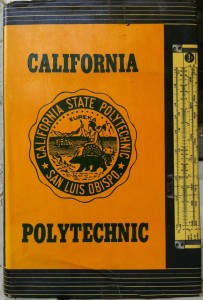 CALIFORNIA
CALIFORNIA STATE POLYTECHNIC
EUREKA
SAN LUIS OBISPO
POLYTECHNIC